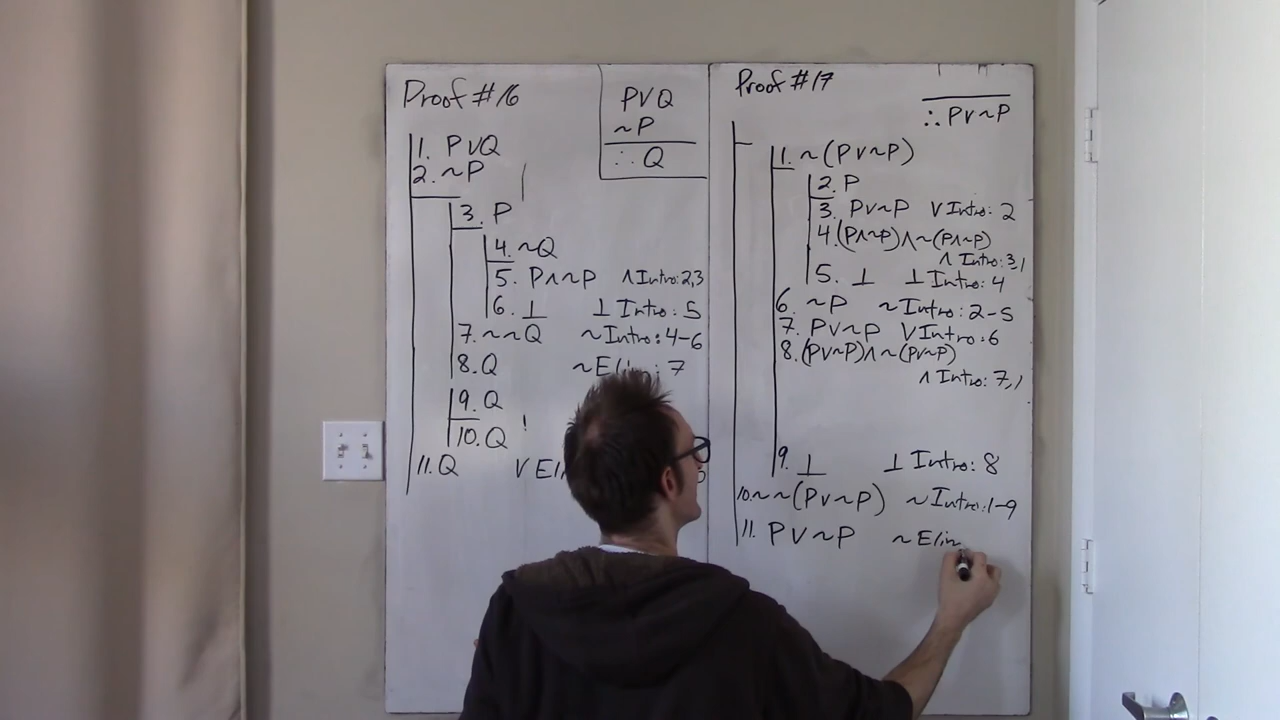 Proof #16
P∨Q
~P
∴ Q
1. P∨Q
2. ~P
3. P
4. ~Q
5. P∧~P ∧ Intro: 2,3
6. ⊥ ⊥ Intro: 5
7. ~~Q ~Intro: 4-6
8. Q ~Elim: 7
9. Q
10. Q !
11. Q ∨
Proof #17
∴ P∨~P
1. ~(P∨~P)
2. P
3. P∨~P ∨ Intro: 2
4. (P∧~P)∧~(P∧~P)
∧ Intro: 3,1
5. ⊥ ⊥ Intro: 4
6. ~P ~Intro: 2-5
7. P∨~P ∨ Intro: 6
8. (P∨~P)∧~(P∨~P)
∧ Intro: 7,1
9. ⊥ ⊥ Intro: 8
10. ~~(P∨~P) ~Intro: 1-9
11. P∨~P ~Elim